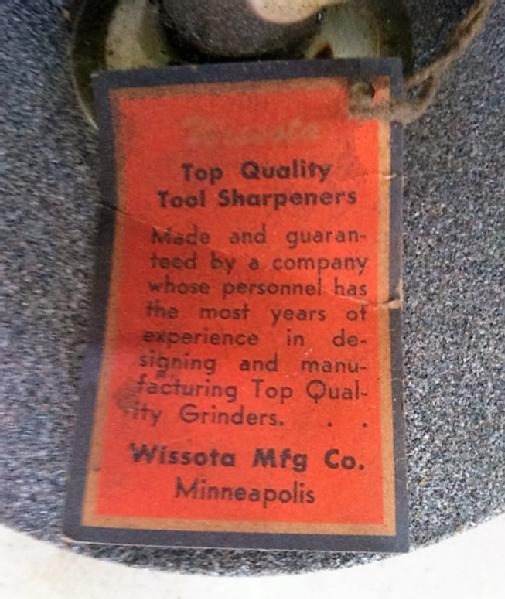 Wissota
Top Quality
Tool Sharpeners
Made and guaran-
teed by a company
whose personnel has
the most years of
experience in de-
signing and manu-
facturing Top Qual-
ity Grinders. . .
Wissota Mfg Co.
Minneapolis